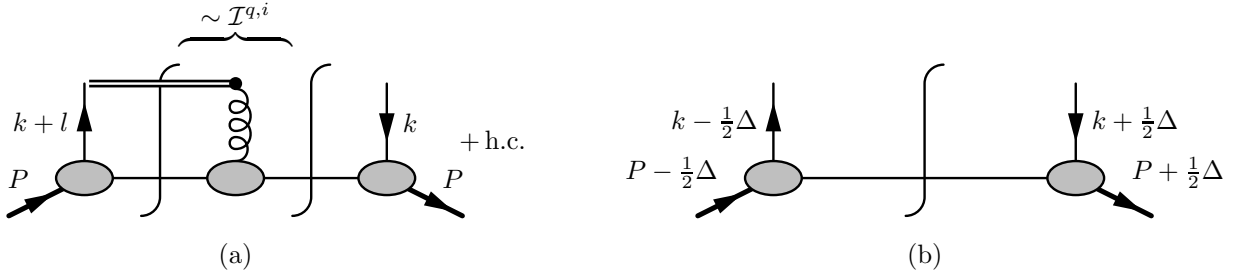 ∼ ℐ^{q,i}
k + l
k
+ h.c.
P
P
(a)
k − ½Δ
k + ½Δ
P − ½Δ
P + ½Δ
(b)